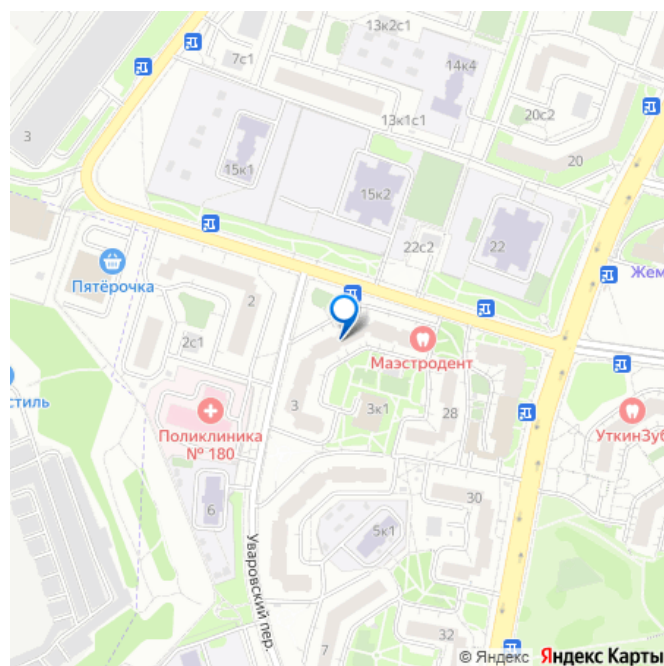 13к2с1
7с1
14к4
20с2
3
13к1с1
20
15к1
15к2
22с2
22
Жем
Пятёрочка
2
2с1
Маэстродент
стиль
3
3к1
28
Поликлиника
№ 180
УткинЗуб
6
30
5к1
Уваровский пер.
7
32
© Яндекс Яндекс Карты